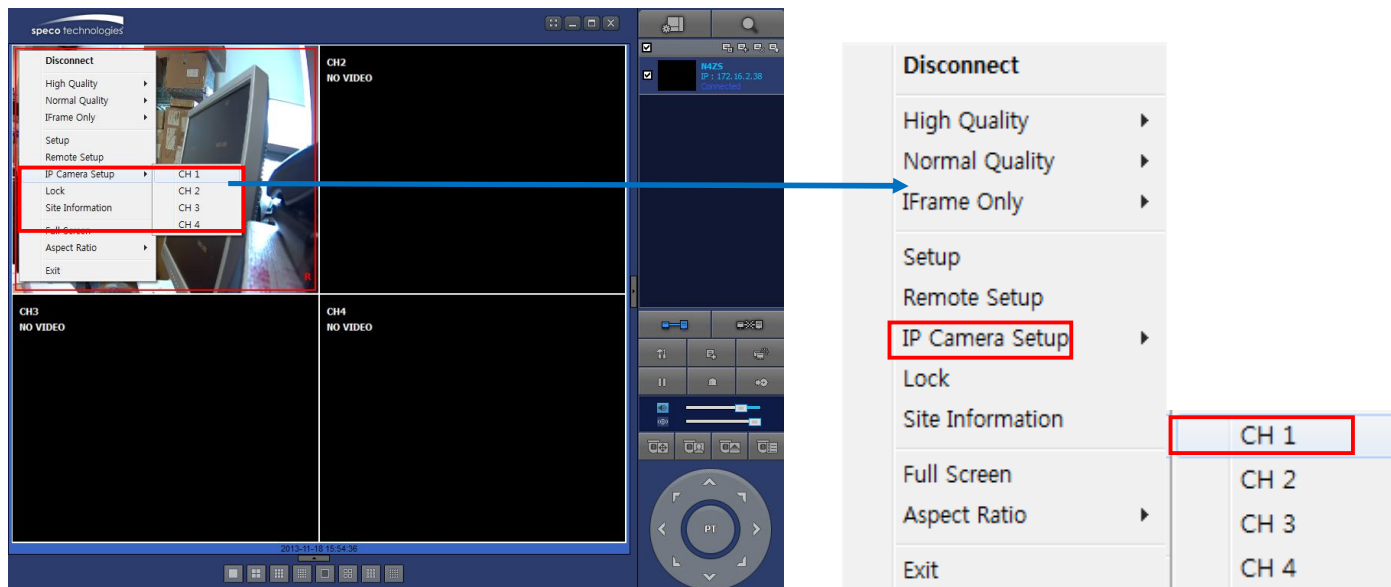 speco technologies
Disconnect
High Quality
Normal Quality
IFrame Only
Setup
Remote Setup
IP Camera Setup
CH 1
Lock
CH 2
Site Information
CH 3
Full Screen
CH 4
Aspect Ratio
Exit
R
CH2
NO VIDEO
CH3
NO VIDEO
CH4
NO VIDEO
2013-11-18 15:54:36
N4ZS
IP : 172.16.2.38
Connected
PT
Disconnect
High Quality
Normal Quality
IFrame Only
Setup
Remote Setup
IP Camera Setup
Lock
Site Information
CH 1
Full Screen
CH 2
Aspect Ratio
CH 3
Exit
CH 4